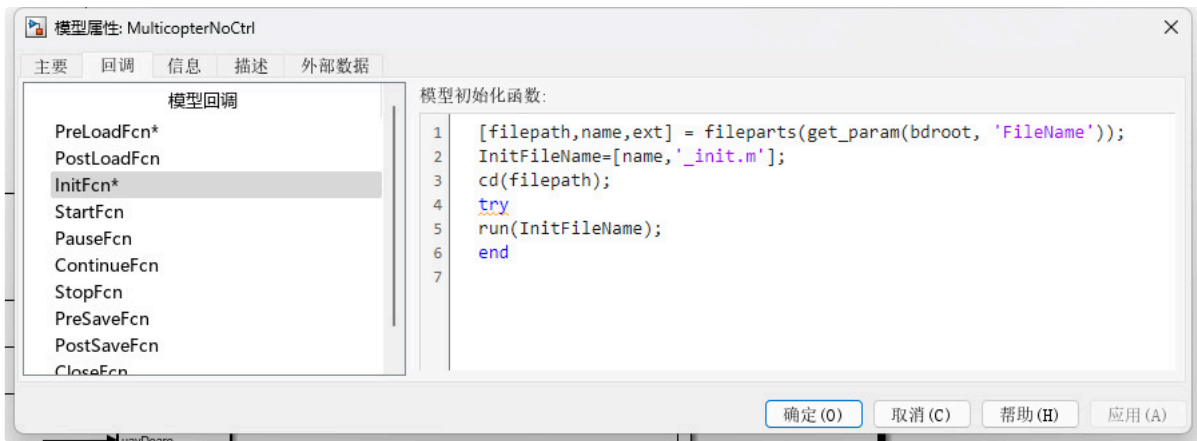 模型属性: MulticopterNoCtrl
主要 回调 信息 描述 外部数据
模型回调
PreLoadFcn*
PostLoadFcn
InitFcn*
StartFcn
PauseFcn
ContinueFcn
StopFcn
PreSaveFcn
PostSaveFcn
CloseFcn
模型初始化函数:
1 [filepath,name,ext] = fileparts(get_param(bdroot, 'FileName'));
2 InitFileName=[name,'_init.m'];
3 cd(filepath);
4 try
5 run(InitFileName);
6 end
7
确定(O) 取消(C) 帮助(H) 应用(A)